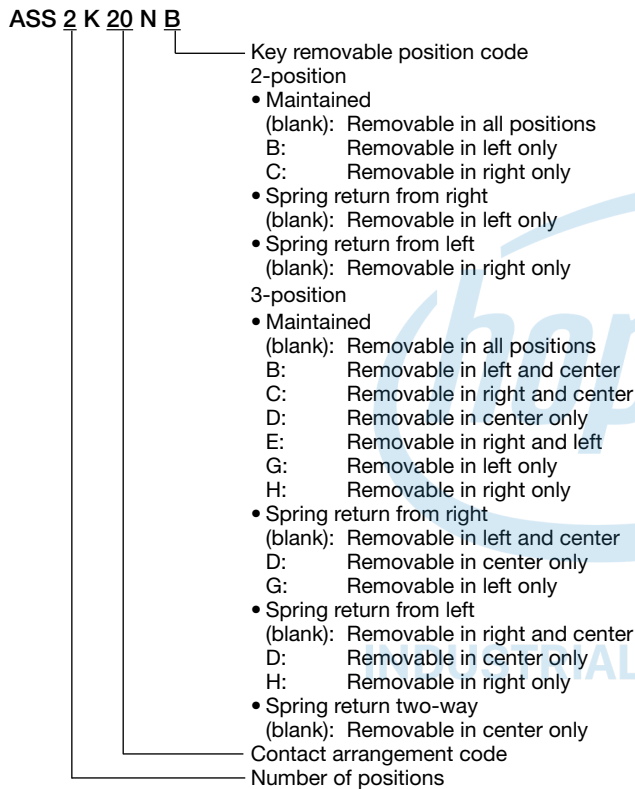 ASS 2 K 20 N B
Key removable position code
2-position
• Maintained
(blank): Removable in all positions
B: Removable in left only
C: Removable in right only
• Spring return from right
(blank): Removable in left only
• Spring return from left
(blank): Removable in right only
3-position
• Maintained
(blank): Removable in all positions
B: Removable in left and center
C: Removable in right and center
D: Removable in center only
E: Removable in right and left
G: Removable in left only
H: Removable in right only
• Spring return from right
(blank): Removable in left and center
D: Removable in center only
G: Removable in left only
• Spring return from left
(blank): Removable in right and center
D: Removable in center only
H: Removable in right only
• Spring return two-way
(blank): Removable in center only
Contact arrangement code
Number of positions
hop
INDUSTRIAL